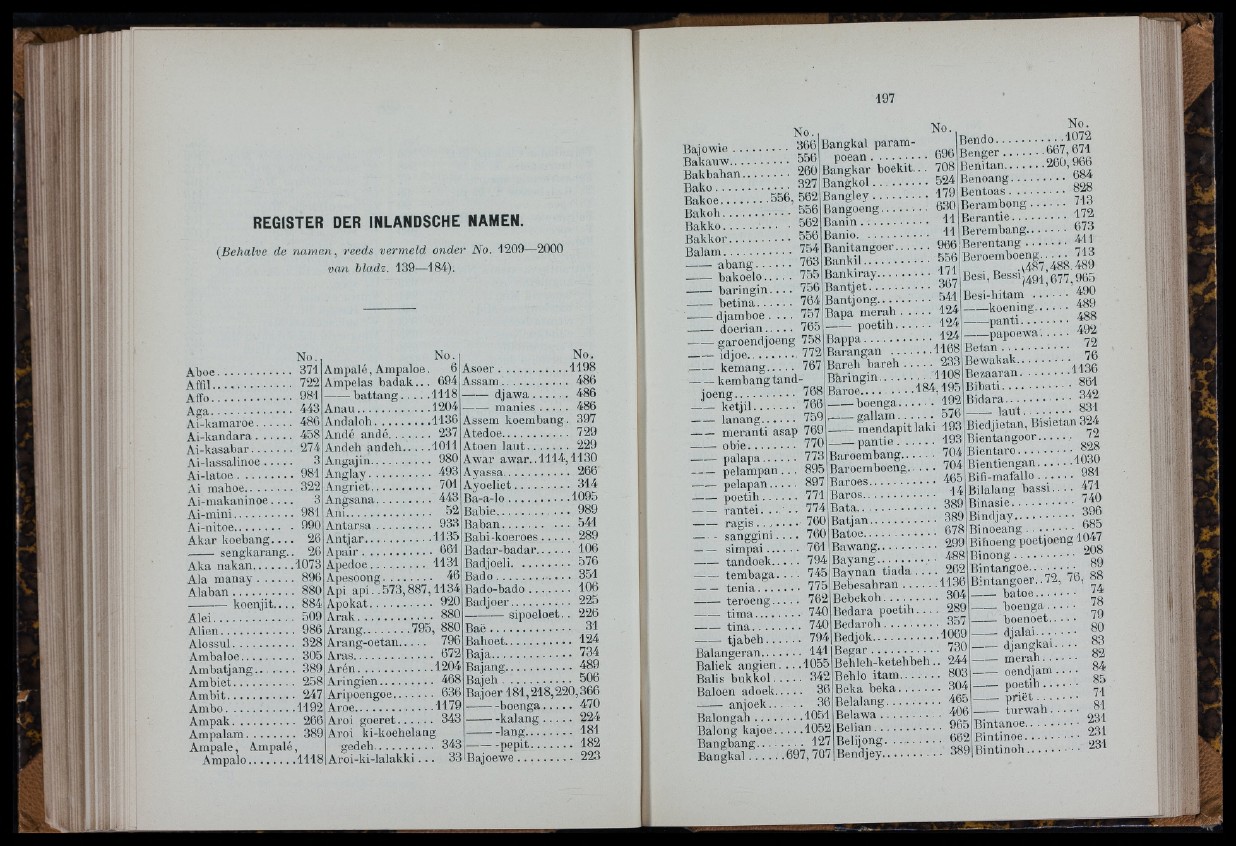 REGISTER DER INLANDSCHE NAMEN.
(Behalve de namen, reeds vermeld onder No. 1209—2000
van bladz. 139—184).
No.
Aboe............ 371
Affil............ 722
Affo............ 981
Aga............ 443
Ai-kamaroe...... 486
Ai-kandara...... 458
Ai-kasabar...... 274
Ai-lassalinoe..... 3
Ai-latoe......... 981
Ai mahoe........ 322
Ai-makaninoe.... 3
Ai-mini......... 981
Ai-nitoe......... 990
Akar koebang.... 26
—— sengkarang.. 26
Aka nakan.......1073
Ala manay...... 896
Alaban......... 880
—— koenjit.... 884
Alei............ 509
Alien........... 986
Alossul......... 328
Ambaloe........ 305
Ambatjang...... 389
Ambiet......... 258
Ambit.......... 247
Ambo..........1192
Ampak......... 266
Ampalam....... 389
Ampale, Ampalé,
Ampalo........1118
No.
Ampalé, Ampaloe. 6
Ampelas badak... 694
—— battang.....1118
Anau...........1204
Andaloh.........1136
Andé andé....... 237
Andeh andeh.....1011
Angajin......... 980
Anglay.......... 493
Angriet.......... 701
Angsana......... 443
Ani............. 52
Antarsa......... 933
Antjar..........1135
Apair........... 661
Apedoe......... 1131
Apesoong........ 46
Api api..573, 887, 1134
Apokat.......... 920
Arak............ 880
Arang.......795, 880
Arang-oetan..... 796
Aras............ 672
Arén...........1204
Aringien........ 468
Aripoengoe...... 636
Aroe...........1179
Aroi goeret...... 343
Aroi ki-koehelang
gedeh......... 343
Aroi-ki-lalakki... 33
No.
Asoer...........1198
Assam.......... 486
—— djawa...... 486
—— manies.... 486
Assem koembang. 397
Atedoe.......... 729
Atoen laut....... 229
Awar awar..1114, 1130
Ayassa.......... 266
Ayoeliet......... 314
Ba-a-lo.........1095
Babie........... 989
Baban.......... 541
Babi-koeroes..... 289
Badar-badar...... 106
Badjoeli......... 576
Bado........... 351
Bado-bado....... 106
Badjoer......... 225
—— sipoeloet.. 226
Baë............ 31
Bahoet.......... 124
Baja............ 734
Bajang.......... 489
Bajeh........... 506
Bajoer 181, 218, 220, 366
——-boenga..... 470
——-kalang..... 224
——-lang....... 181
——-pepit....... 182
Bajoewe......... 223
197
No.
Bajowie......... 366
Bakauw......... 556
Bakbahan....... 260
Bako........... 327
Bakoe.......556, 562
Bakoh.......... 556
Bakko.......... 562
Bakkor......... 556
Balam.......... 754
—— abang...... 763
—— bakoelo..... 755
—— baringin.... 756
—— betina...... 764
—— djamboe.... 757
—— doerian..... 765
—— garoendjoeng 758
—— idjoe........ 772
—— kemang..... 767
—— kembang tand-
joeng......... 768
—— ketjil....... 766
—— lanang...... 759
—— meranti asap 769
—— obie........ 770
—— palapa...... 773
—— pelampan... 895
—— pelapan..... 897
—— poetih...... 771
—— rantei...... 774
—— ragis....... 760
—— sanggini.... 760
—— simpai..... 761
—— tandoek..... 794
—— tembaga.... 745
—— tenia....... 775
—— teroeng..... 762
—— tima........ 740
—— tina........ 740
—— tjabeh...... 794
Balangeran...... 141
Baliek angien....1055
Balis bukkol..... 342
Baloen adoek..... 36
—— anjoek..... 36
Balongah........1051
Balong kajoe.....1052
Bangbang........ 127
Bangkal......697, 707
No.
Bangkal param-
poean......... 696
Bangkar boekit... 708
Bangkol......... 524
Bangley......... 179
Bangoeng........ 630
Banin........... 11
Banio........... 11
Banitangoer...... 966
Bankil.......... 556
Bankiray........ 171
Bantjet.......... 367
Bantjong........ 541
Bapa merah..... 124
—— poetih...... 124
Bappa.......... 124
Barangan.......1168
Bareh bareh..... 233
Bäringin........1108
Baroe.......184, 195
—— boenga...... 192
—— gallam..... 576
—— mendapit laki 193
—— pantie...... 193
Baroembang...... 704
Baroemboeng..... 704
Baroes.......... 465
Baros........... 14
Bata............ 389
Batjan.......... 389
Batoe........... 678
Bawang......... 299
Bayang......... 488
Baynan tiada.... 262
Bebesahran......1136
Bebekoh........ 304
Bedara poetih.... 289
Bedaroh........ 357
Bedjok.........1069
Begar.......... 730
Behleh-ketehbeh.. 244
Behlo itam...... 803
Beka beka....... 304
Belalang........ 465
Belawa......... 406
Belian.......... 965
Belijong......... 662
Bendjey......... 389
No.
Bendo..........1072
Benger.......667, 671
Benitan.......260, 966
Benoang......... 684
Bentoas......... 828
Berambong...... 713
Berantie......... 172
Berembang....... 673
Berentang....... 411
Beroemboeng..... 713
Besi, Bessi (487, 488, 489
(491, 677, 965
Besi-hitam...... 490
——koening...... 489
——panti........ 488
——papoewa..... 492
Betan.......... 72
Bewakak........ 76
Bezaaran........1136
Bibati........... 861
Bidara.......... 342
—— laut....... 831
Biedjietan, Bisietan 324
Bientangoor...... 72
Bientaro......... 828
Bientiengan......1030
Bifi-mafallo...... 981
Bilalang bassi.... 471
Binasie......... 740
Bindjay......... 396
Binoeang........ 685
Bihoeng poetjoeng 1047
Binong.......... 208
Bintangoe....... 89
Bintangoer..72, 76, 88
—— batoe...... 74
—— boenga..... 78
—— boenoet..... 79
—— djalai...... 80
—— djangkai.... 83
—— merah..... 82
—— oendjam.... 84
—— poetih..... 85
—— priët...... 71
—— turwah.... 81
Bintanoe........ 231
Bintinoe......... 231
Bintinoh......... 231